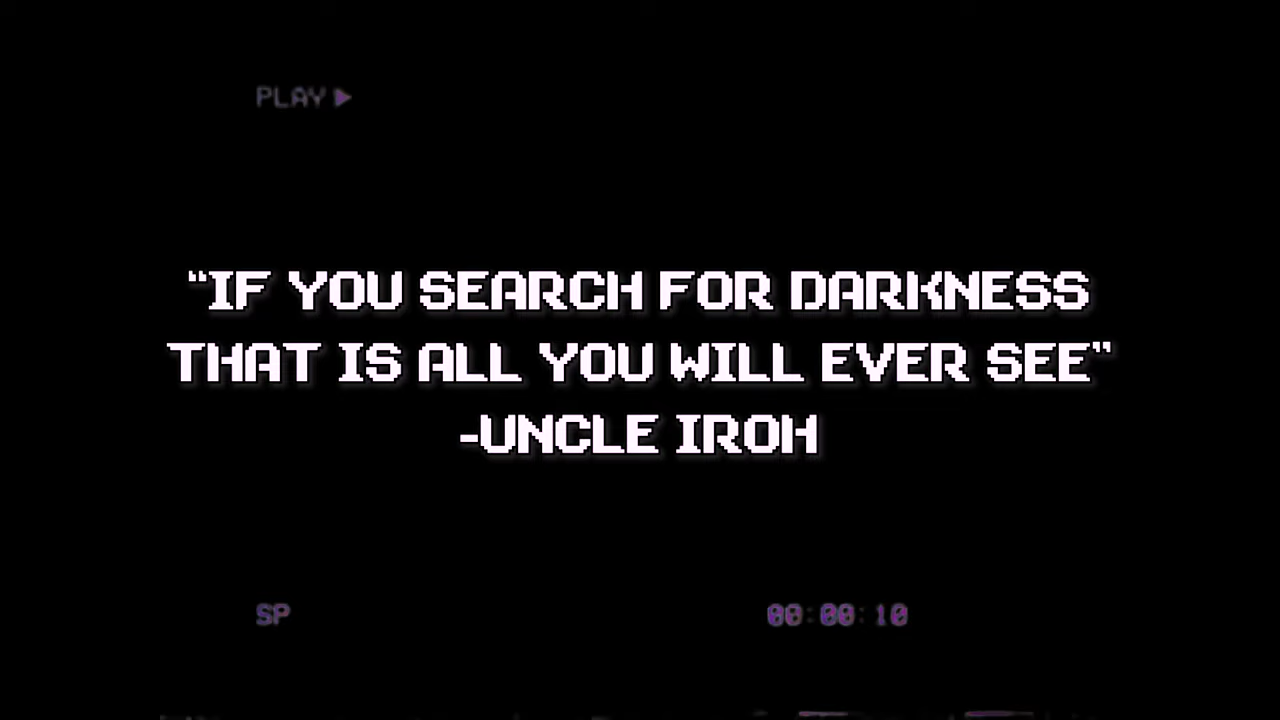 PLAY ▶
“IF YOU SEARCH FOR DARKNESS
THAT IS ALL YOU WILL EVER SEE”
-UNCLE IROH
SP
00:00:10